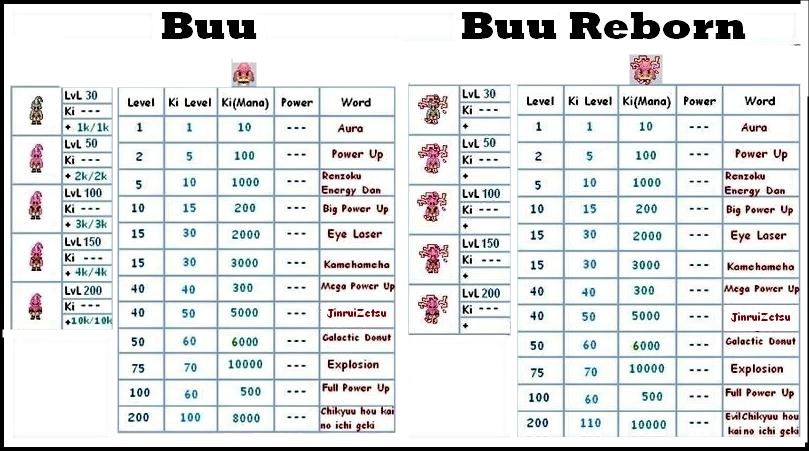 Buu
LvL 30
Ki ---
+ 1k/1k
LvL 50
Ki ---
+ 2k/2k
LvL 100
Ki ---
+ 3k/3k
LvL 150
Ki ---
+ 4k/4k
LvL 200
Ki ---
+10k/10k
Level Ki Level Ki(Mana) Power Word
1 1 10 --- Aura
2 5 100 --- Power Up
5 10 1000 --- Renzoku
Energy Dan
10 15 200 --- Big Power Up
15 30 2000 --- Eye Laser
15 30 3000 --- Kamehameha
40 40 300 --- Mega Power Up
40 50 5000 --- JinruiZetsu
50 60 6000 --- Galactic Donut
75 70 10000 --- Explosion
100 60 500 --- Full Power Up
200 100 8000 --- Chikyuu hou kai
no ichi geki
Buu Reborn
LvL 30
Ki ---
+
LvL 50
Ki ---
+
LvL 100
Ki ---
+
LvL 150
Ki ---
+
LvL 200
Ki ---
+
Level Ki Level Ki(Mana) Power Word
1 1 10 --- Aura
2 5 100 --- Power Up
5 10 1000 --- Renzoku
Energy Dan
10 15 200 --- Big Power Up
15 30 2000 --- Eye Laser
15 30 3000 --- Kamehameha
40 40 300 --- Mega Power Up
40 50 5000 --- JinruiZetsu
50 60 6000 --- Galactic Donut
75 70 10000 --- Explosion
100 60 500 --- Full Power Up
200 110 10000 --- EvilChikyuu hou
kai no ichi geki